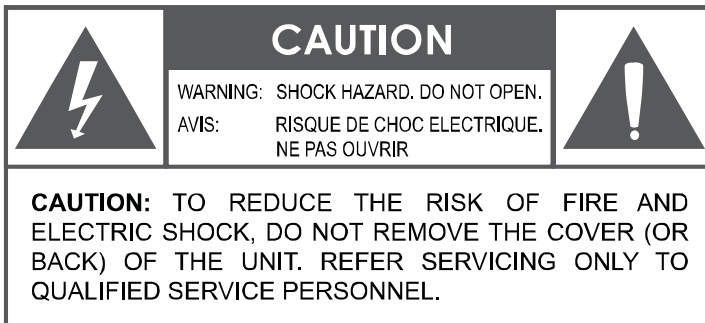 CAUTION
WARNING: SHOCK HAZARD. DO NOT OPEN.
AVIS: RISQUE DE CHOC ELECTRIQUE.
NE PAS OUVRIR
CAUTION: TO REDUCE THE RISK OF FIRE AND
ELECTRIC SHOCK, DO NOT REMOVE THE COVER (OR
BACK) OF THE UNIT. REFER SERVICING ONLY TO
QUALIFIED SERVICE PERSONNEL.